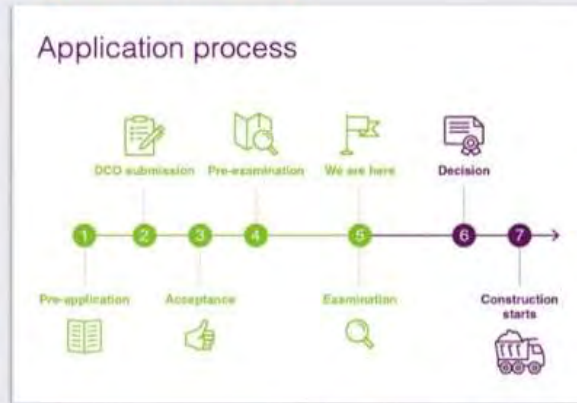 Application process
DCO submission Pre-examination We are here Decision
1 2 3 4 5 6 7
Pre-application Acceptance Examination Construction
starts